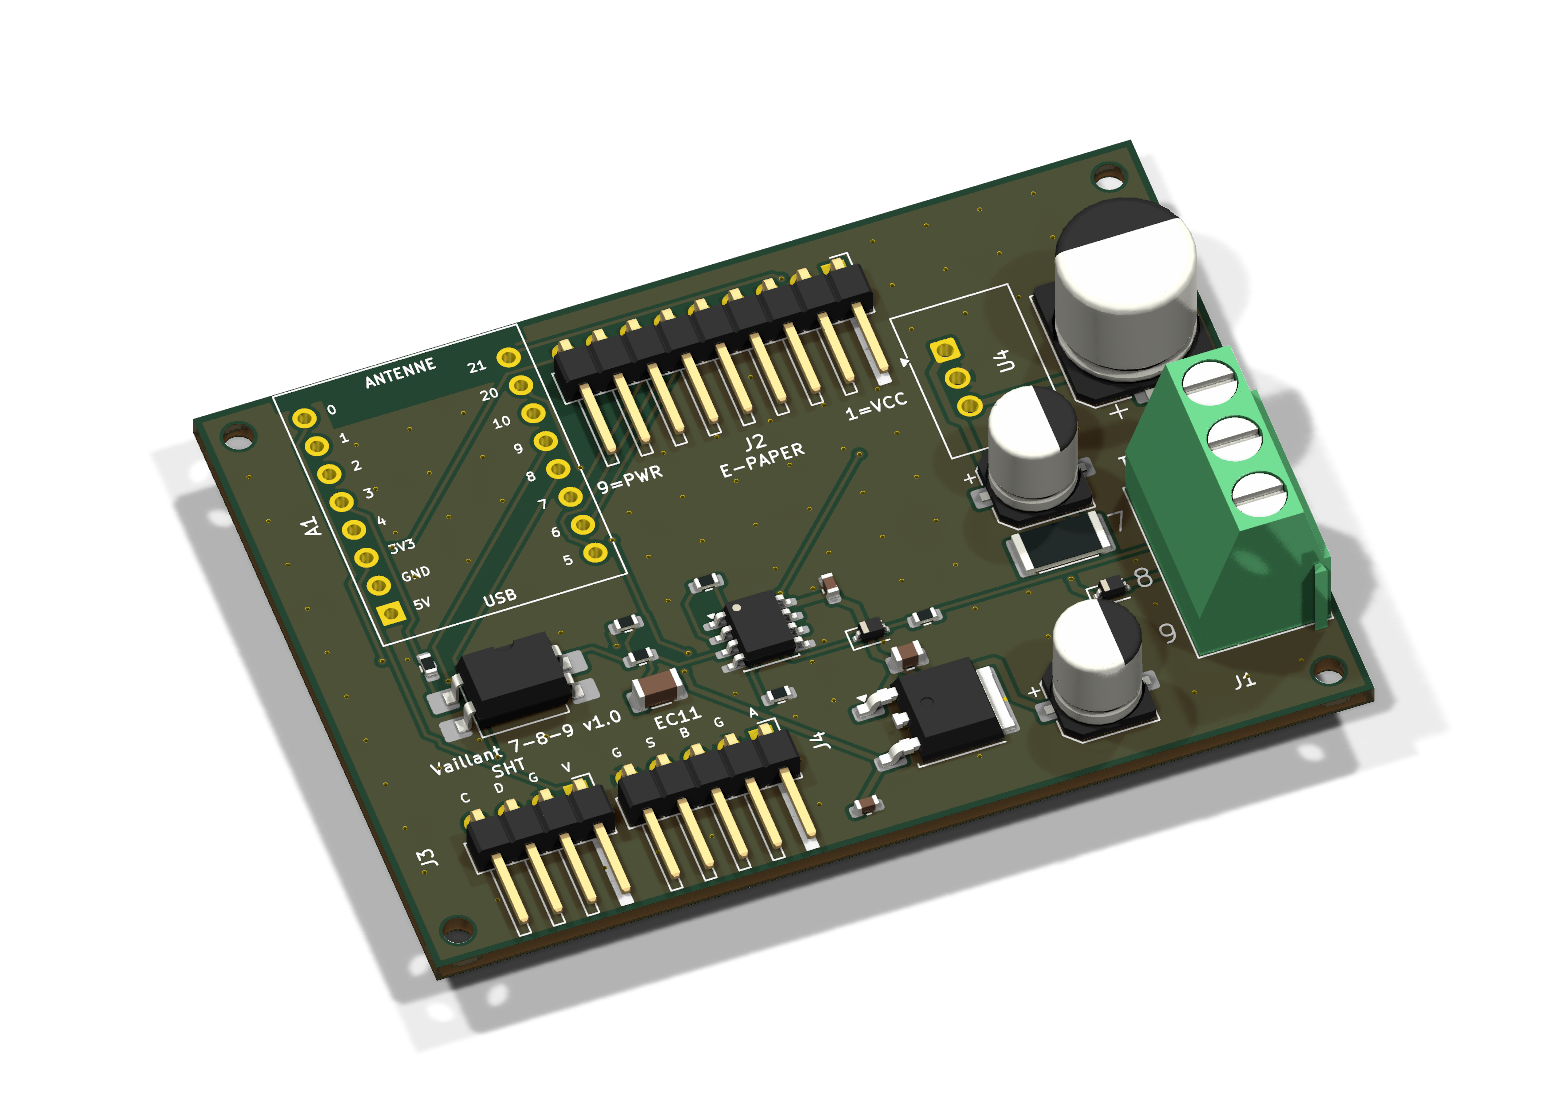 ANTENNE
21
0
20
1
10
2
9
3
8
A1
4
7
3V3
6
GND
5
5V
USB
9=PWR
J2
E-PAPER
1=VCC
U4
+
+
7
8
9
+
J1
Vaillant 7-8-9 v1.0
EC11
G S B G A
J4
SHT
C D G V
J3